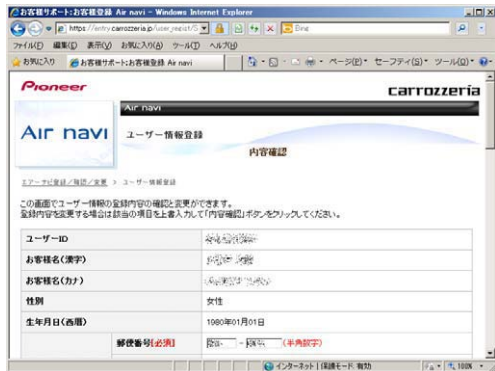 お客様サポート:お客様登録 Air navi - Windows Internet Explorer
https://entry.carrozzeria.jp/user_regist/S
Bing
ファイル(F) 編集(E) 表示(V) お気に入り(A) ツール(T) ヘルプ(H)
お気に入り お客様サポート:お客様登録 Air navi ページ(P) セーフティ(S) ツール(O)
Pioneer carrozzeria
Air navi
AIr navI ユーザー情報登録
内容確認
エアーナビ登録/確認/変更 > ユーザー情報登録
この画面でユーザー情報の登録内容の確認と変更ができます。
登録内容を変更する場合は該当の項目を上書入力して「内容確認」ボタンをクリックしてください。
ユーザーID
お客様名(漢字)
お客様名(カナ)
性別 女性
生年月日(西暦) 1980年01月01日
郵便番号[必須] - (半角数字)
インターネット | 保護モード: 有効 100%